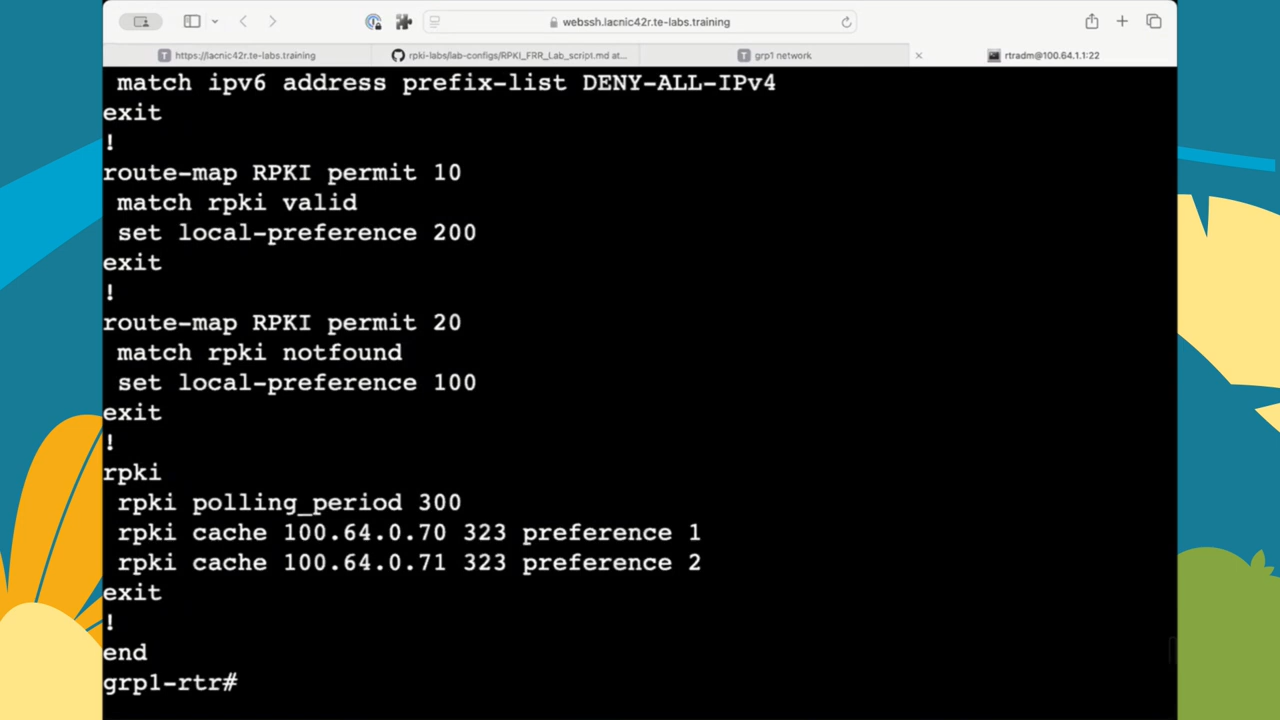 webssh.lacnic42r.te-labs.training
https://lacnic42r.te-labs.training
rpki-labs/lab-configs/RPKI_FRR_Lab_script.md at...
grp1 network
rtradm@100.64.1.1:22
match ipv6 address prefix-list DENY-ALL-IPv4
exit
!
route-map RPKI permit 10
match rpki valid
set local-preference 200
exit
!
route-map RPKI permit 20
match rpki notfound
set local-preference 100
exit
!
rpki
rpki polling_period 300
rpki cache 100.64.0.70 323 preference 1
rpki cache 100.64.0.71 323 preference 2
exit
!
end
grp1-rtr#